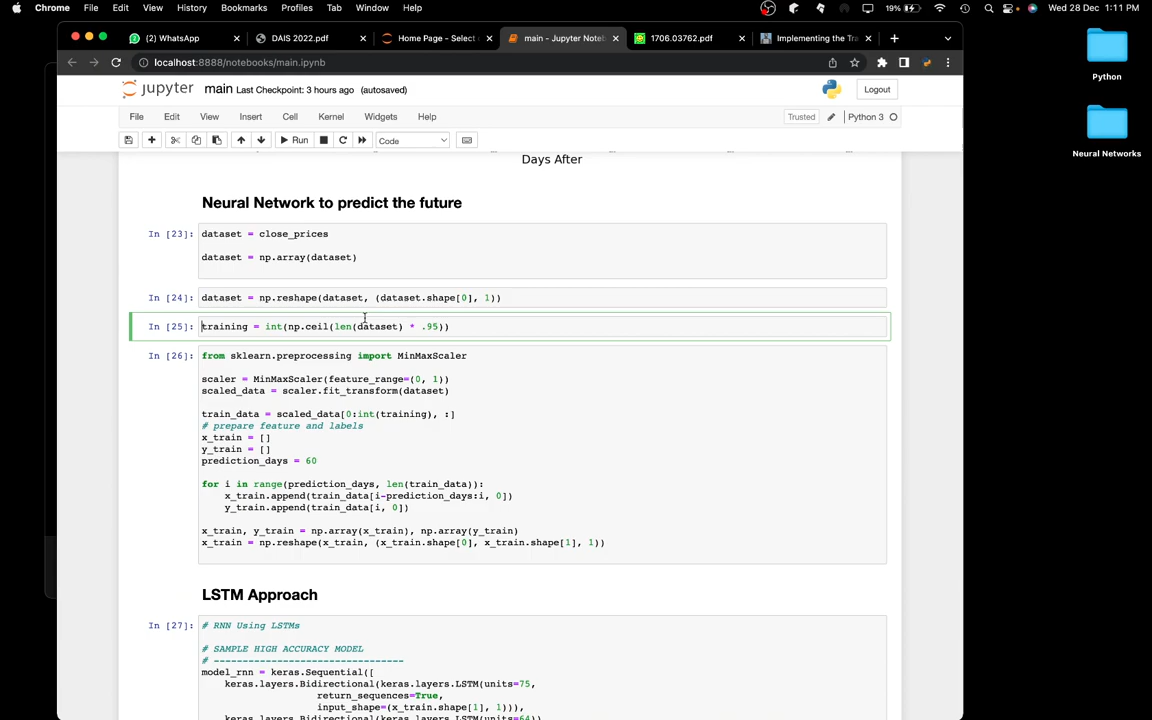 Chrome File Edit View History Bookmarks Profiles Tab Window Help 19% Wed 28 Dec 1:11 PM
(2) WhatsApp DAIS 2022.pdf Home Page - Select u main - Jupyter Noteb 1706.03762.pdf Implementing the Tra
localhost:8888/notebooks/main.ipynb
Python
Neural Networks
jupyter main Last Checkpoint: 3 hours ago (autosaved) Logout
File Edit View Insert Cell Kernel Widgets Help Trusted Python 3
Run Code
Days After
Neural Network to predict the future
In [23]: dataset = close_prices
dataset = np.array(dataset)
In [24]: dataset = np.reshape(dataset, (dataset.shape[0], 1))
In [25]: training = int(np.ceil(len(dataset) * .95))
In [26]: from sklearn.preprocessing import MinMaxScaler
scaler = MinMaxScaler(feature_range=(0, 1))
scaled_data = scaler.fit_transform(dataset)
train_data = scaled_data[0:int(training), :]
# prepare feature and labels
x_train = []
y_train = []
prediction_days = 60
for i in range(prediction_days, len(train_data)):
x_train.append(train_data[i-prediction_days:i, 0])
y_train.append(train_data[i, 0])
x_train, y_train = np.array(x_train), np.array(y_train)
x_train = np.reshape(x_train, (x_train.shape[0], x_train.shape[1], 1))
LSTM Approach
In [27]: # RNN Using LSTMs
# SAMPLE HIGH ACCURACY MODEL
# ---------------------------------
model_rnn = keras.Sequential([
keras.layers.Bidirectional(keras.layers.LSTM(units=75,
return_sequences=True,
input_shape=(x_train.shape[1], 1))),
keras.layers.Bidirectional(keras.layers.LSTM(units=64))